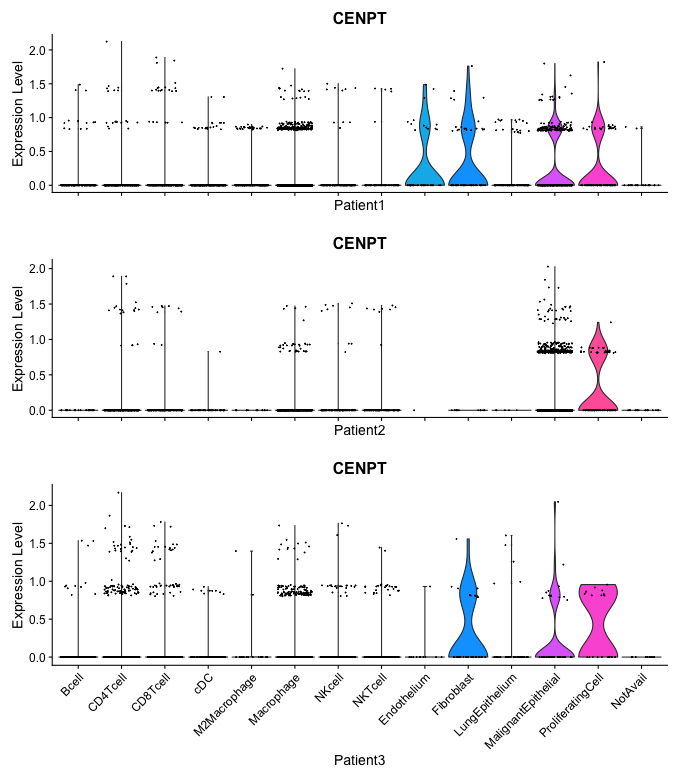 CENPT
Expression Level
2.0
1.5
1.0
0.5
0.0
Patient1
CENPT
Expression Level
2.0
1.5
1.0
0.5
0.0
Patient2
CENPT
Expression Level
2.0
1.5
1.0
0.5
0.0
Bcell
CD4Tcell
CD8Tcell
cDC
M2Macrophage
Macrophage
NKcell
NKTcell
Endothelium
Fibroblast
LungEpithelium
MalignantEpithelial
ProliferatingCell
NotAvail
Patient3